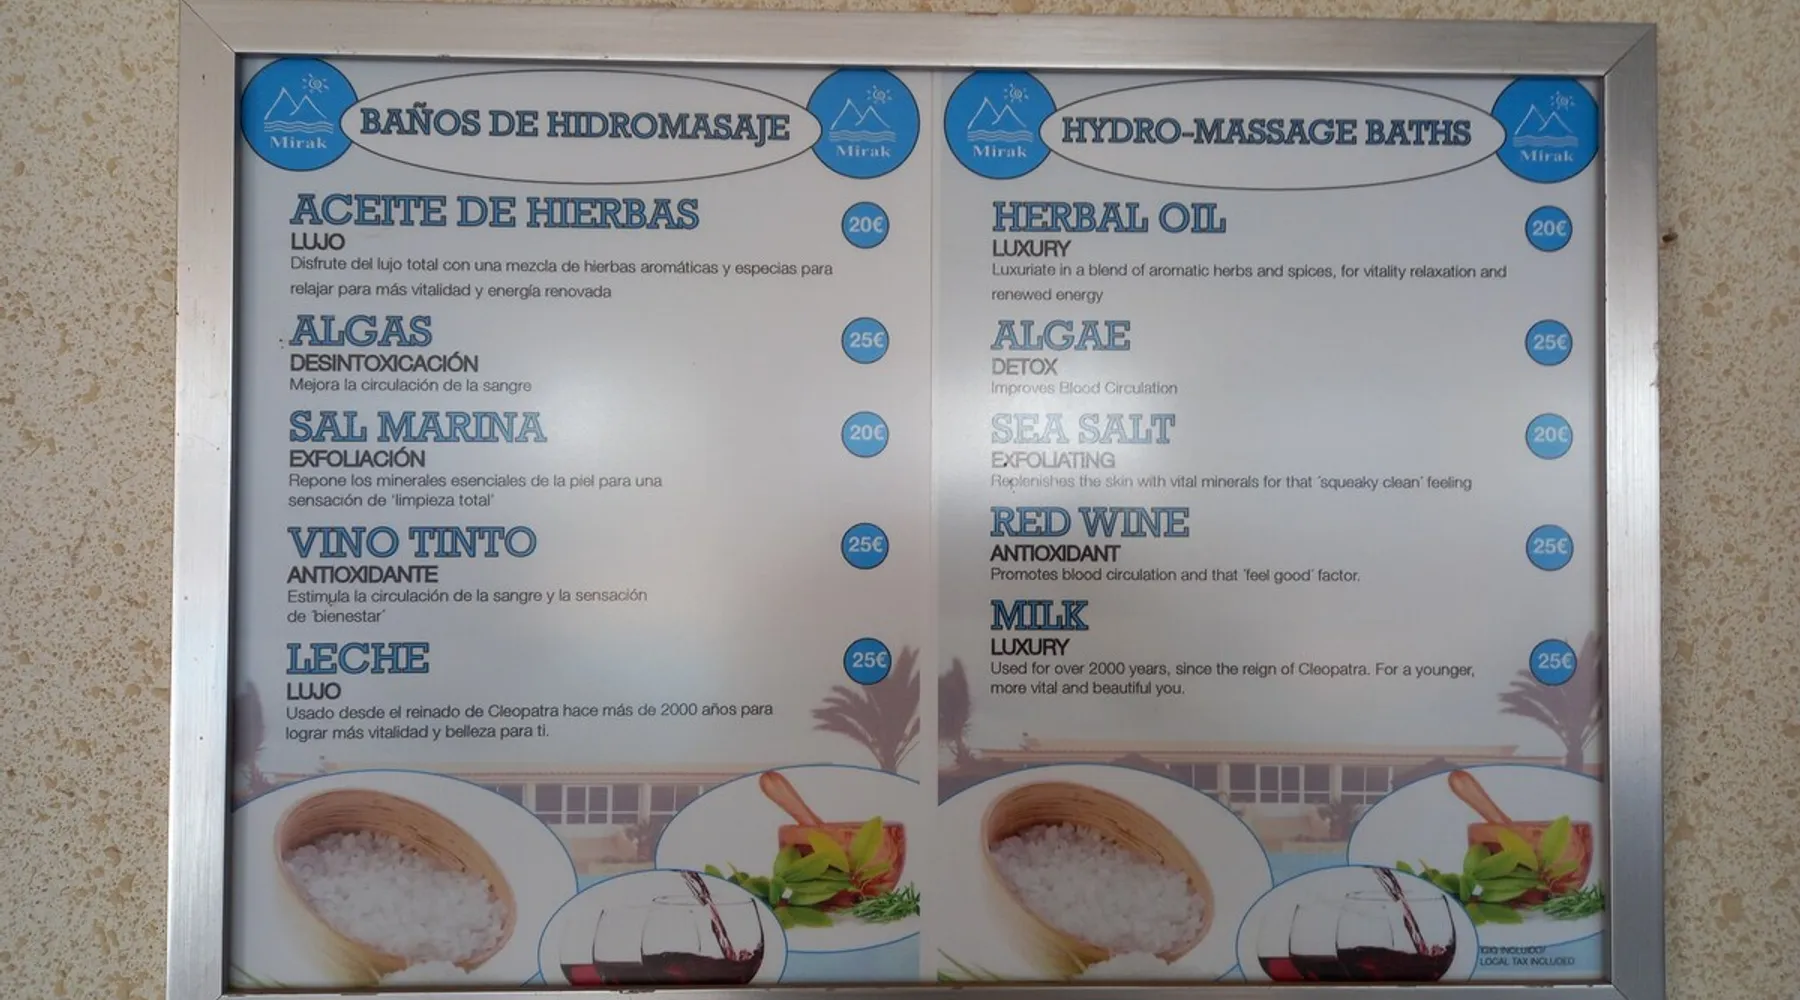 Mirak
BAÑOS DE HIDROMASAJE
Mirak
ACEITE DE HIERBAS
20€
LUJO
Disfrute del lujo total con una mezcla de hierbas aromáticas y especias para
relajar para más vitalidad y energía renovada
ALGAS
25€
DESINTOXICACIÓN
Mejora la circulación de la sangre
SAL MARINA
20€
EXFOLIACIÓN
Repone los minerales esenciales de la piel para una
sensación de 'limpieza total'
VINO TINTO
25€
ANTIOXIDANTE
Estimula la circulación de la sangre y la sensación
de 'bienestar'
LECHE
25€
LUJO
Usado desde el reinado de Cleopatra hace más de 2000 años para
lograr más vitalidad y belleza para ti.
Mirak
HYDRO-MASSAGE BATHS
Mirak
HERBAL OIL
20€
LUXURY
Luxuriate in a blend of aromatic herbs and spices, for vitality relaxation and
renewed energy
ALGAE
25€
DETOX
Improves Blood Circulation
SEA SALT
20€
EXFOLIATING
Replenishes the skin with vital minerals for that 'squeaky clean' feeling
RED WINE
25€
ANTIOXIDANT
Promotes blood circulation and that 'feel good' factor.
MILK
25€
LUXURY
Used for over 2000 years, since the reign of Cleopatra. For a younger,
more vital and beautiful you.
IGIG INCLUIDO/
LOCAL TAX INCLUDED